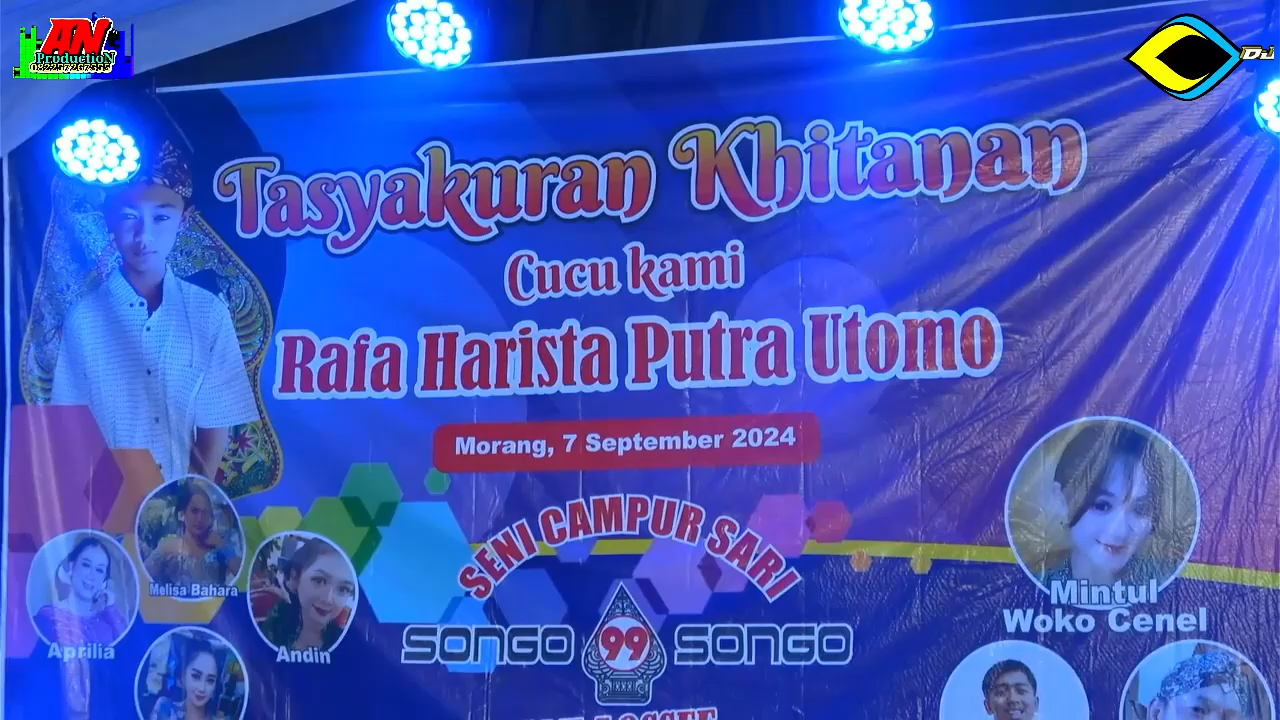 AN
Production
DJ
Tasyakuran Khitanan
Cucu kami
Rafa Harista Putra Utomo
Morang, 7 September 2024
SENI CAMPUR SARI
SONGO 99 SONGO
Melisa Bahara
Aprilia
Andin
Mintul
Woko Cenel